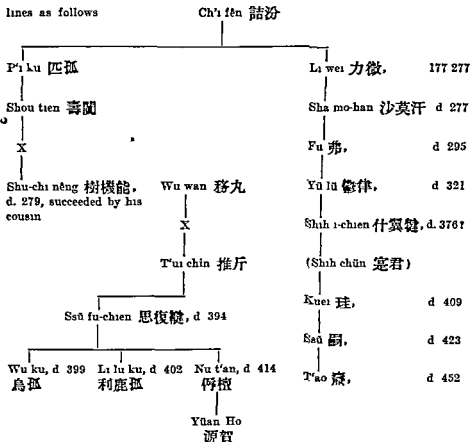 lines as follows
Ch'i fên 詰汾
P'i ku 匹孤
Li wei 力微, 177 277
Shou tien 壽闐
Sha mo-han 沙莫汗 d 277
X
Fu 弗, d 295
Shu-chi nêng 樹機能,
d. 279, succeeded by his
cousin
Wu wan 務丸
Yü lü 鬱律, d 321
X
Shih i-chien 什翼犍, d. 376?
T'ui chin 推斤
(Shih chün 寔君)
Ssŭ fu-chien 思復鞬, d 394
Kuei 珪, d 409
Ssŭ 嗣, d 423
Wu ku, d 399
烏孤
Li lu ku, d 402
利鹿孤
Nu t'an, d 414
傉檀
T'ao 燾, d 452
Yüan Ho
源賀